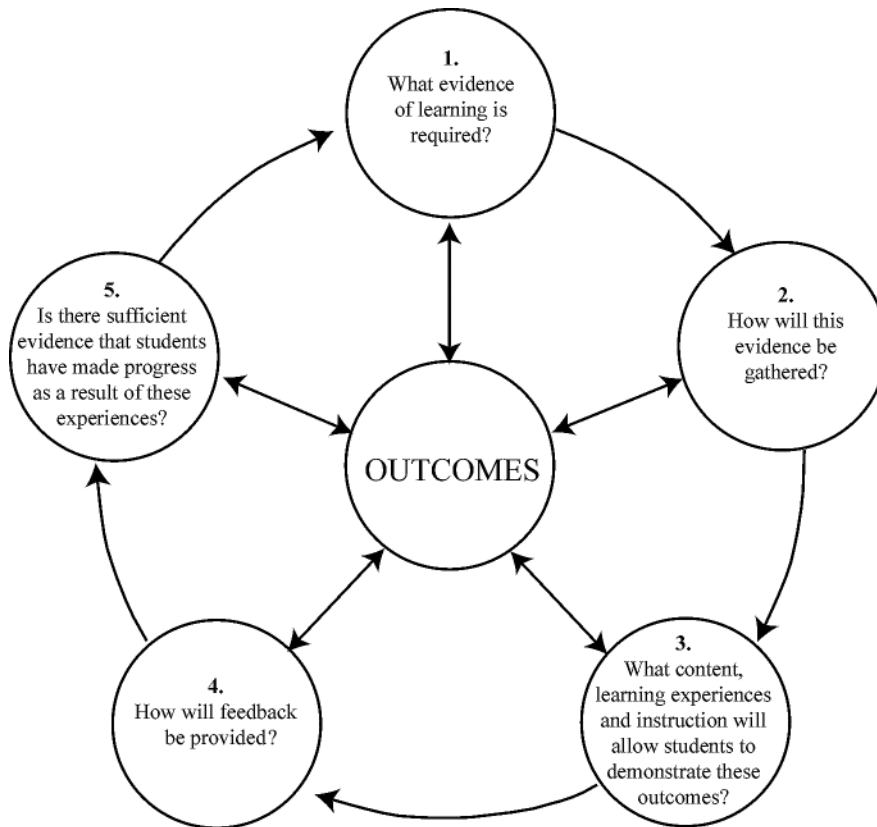 1.
What evidence
of learning is
required?
2.
How will this
evidence be
gathered?
3.
What content,
learning experiences
and instruction will
allow students to
demonstrate these
outcomes?
4.
How will feedback
be provided?
5.
Is there sufficient
evidence that students
have made progress
as a result of these
experiences?
OUTCOMES